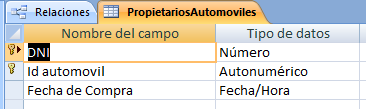 Relaciones PropietariosAutomoviles
Nombre del campo Tipo de datos
DNI Número
Id automovil Autonumérico
Fecha de Compra Fecha/Hora